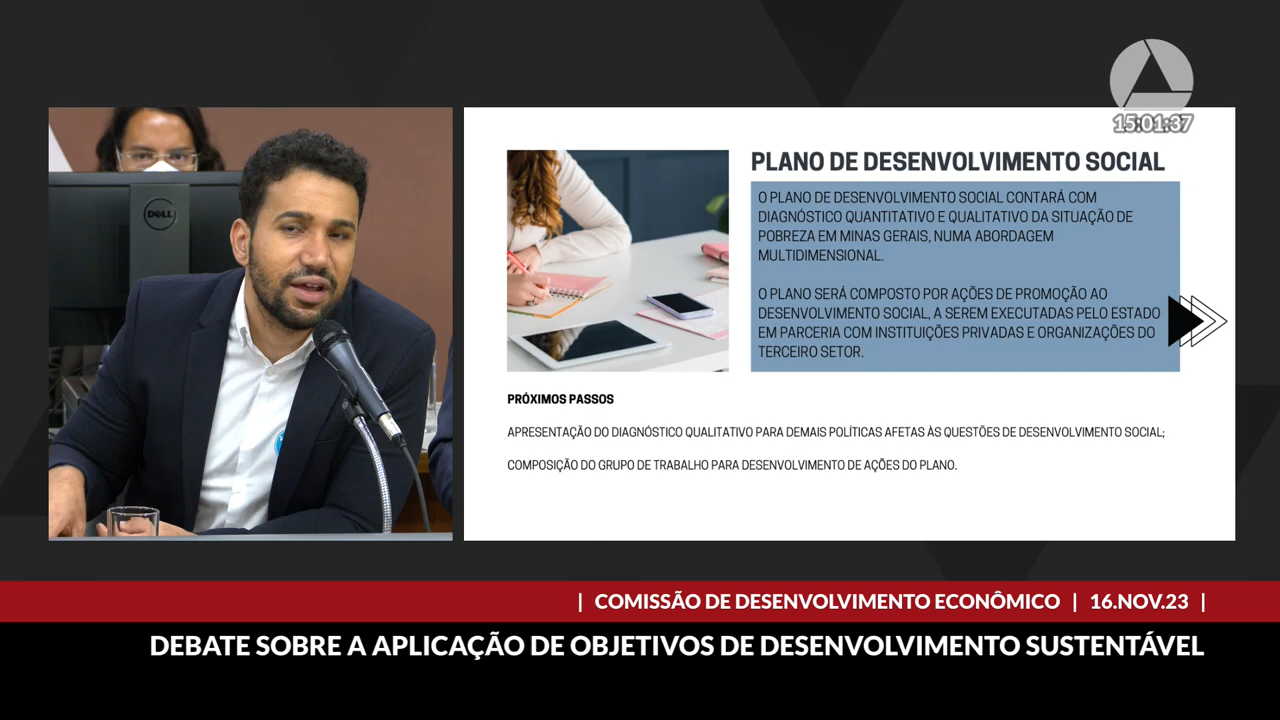 15:01:37
DELL
PLANO DE DESENVOLVIMENTO SOCIAL
O PLANO DE DESENVOLVIMENTO SOCIAL CONTARÁ COM
DIAGNÓSTICO QUANTITATIVO E QUALITATIVO DA SITUAÇÃO DE
POBREZA EM MINAS GERAIS, NUMA ABORDAGEM
MULTIDIMENSIONAL.
O PLANO SERÁ COMPOSTO POR AÇÕES DE PROMOÇÃO AO
DESENVOLVIMENTO SOCIAL, A SEREM EXECUTADAS PELO ESTADO
EM PARCERIA COM INSTITUIÇÕES PRIVADAS E ORGANIZAÇÕES DO
TERCEIRO SETOR.
PRÓXIMOS PASSOS
APRESENTAÇÃO DO DIAGNÓSTICO QUALITATIVO PARA DEMAIS POLÍTICAS AFETAS ÀS QUESTÕES DE DESENVOLVIMENTO SOCIAL;
COMPOSIÇÃO DO GRUPO DE TRABALHO PARA DESENVOLVIMENTO DE AÇÕES DO PLANO.
| COMISSÃO DE DESENVOLVIMENTO ECONÔMICO | 16.NOV.23 |
DEBATE SOBRE A APLICAÇÃO DE OBJETIVOS DE DESENVOLVIMENTO SUSTENTÁVEL